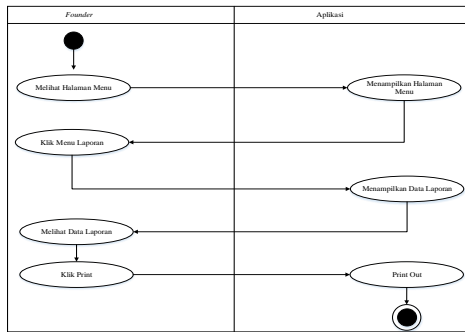 Founder
Aplikasi
Melihat Halaman Menu
Menampilkan Halaman
Menu
Klik Menu Laporan
Menampilkan Data Laporan
Melihat Data Laporan
Klik Print
Print Out